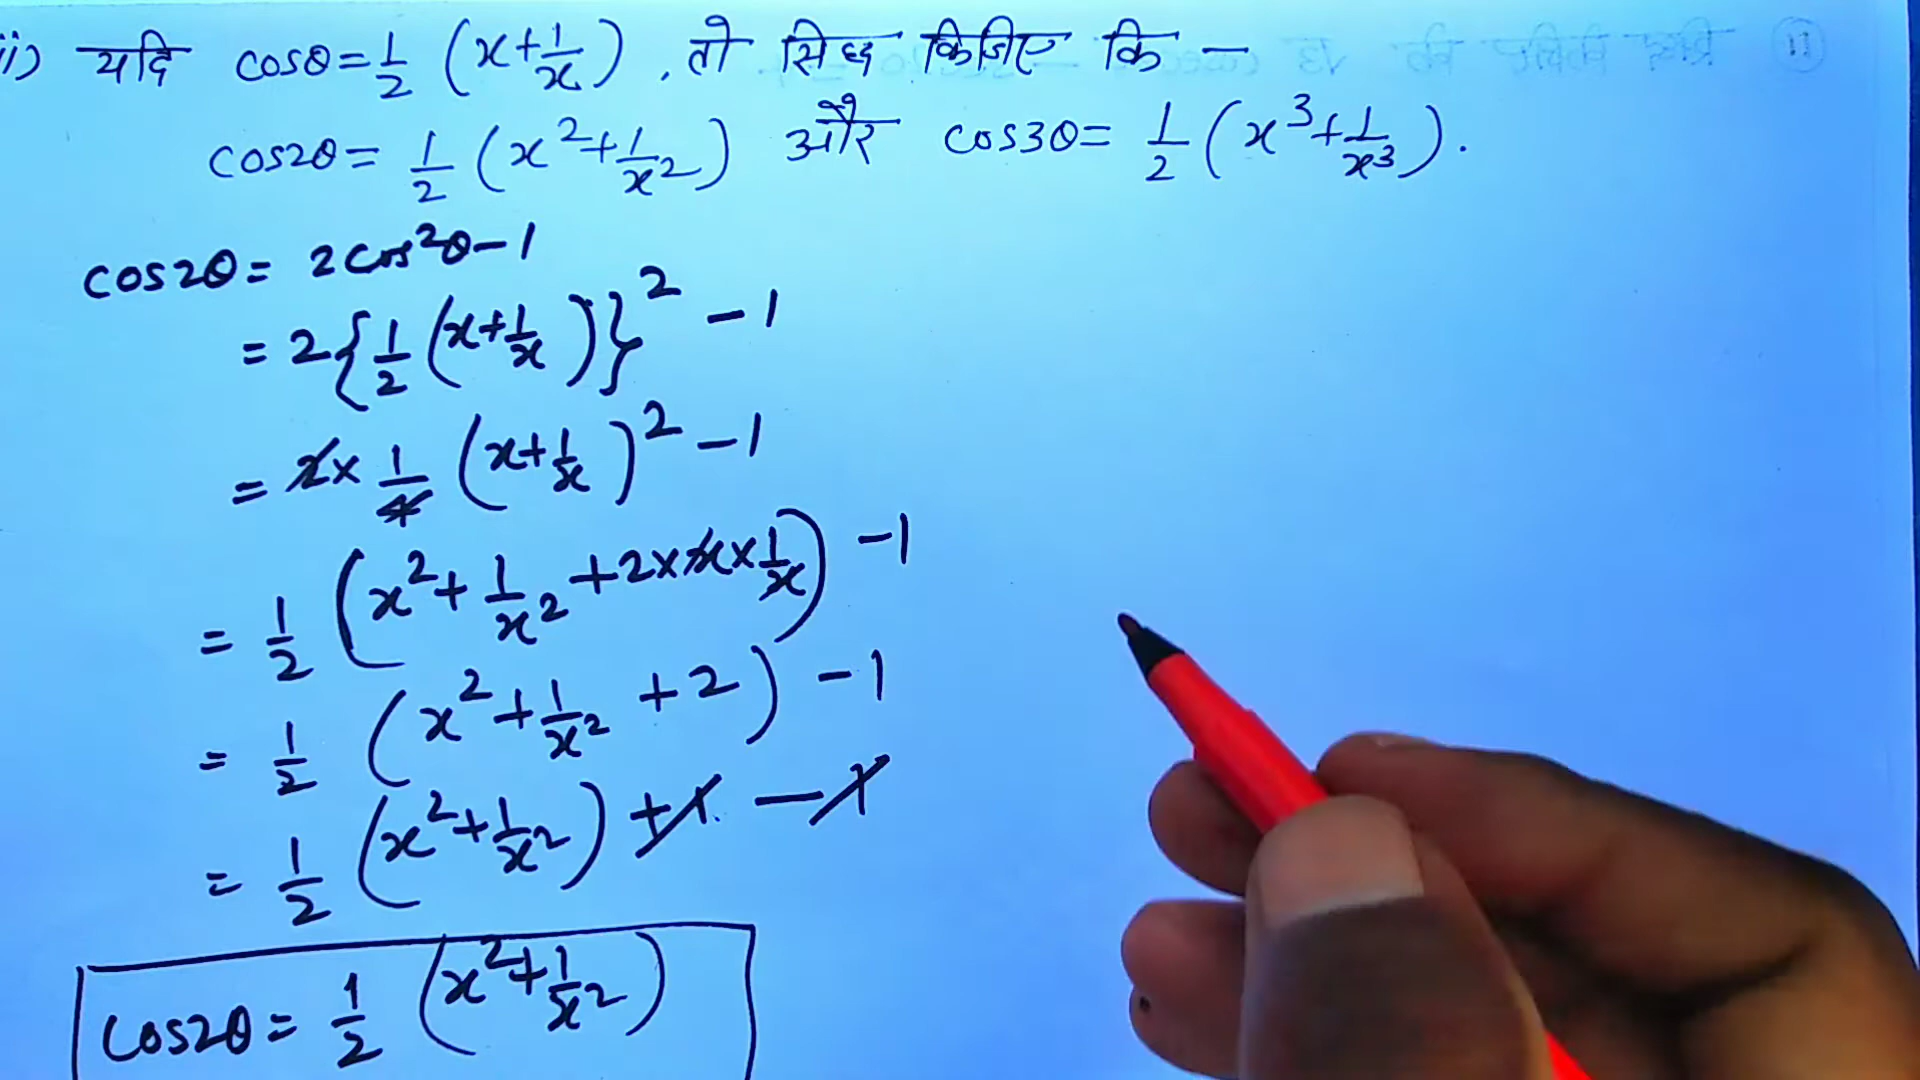 ii) यदि cosθ=1/2 (x+1/x), तो सिध्द किजिए कि -
cos2θ= 1/2 (x²+1/x²) और cos3θ= 1/2 (x³+1/x³).
cos2θ= 2cos²θ-1
= 2{1/2 (x+1/x)}² -1
= 2x 1/4 (x+1/x)² -1
= 1/2 (x²+1/x² +2x x x 1/x) -1
= 1/2 (x²+1/x² +2) -1
= 1/2 (x²+1/x²) +1 -1
cos2θ= 1/2 (x²+1/x²)